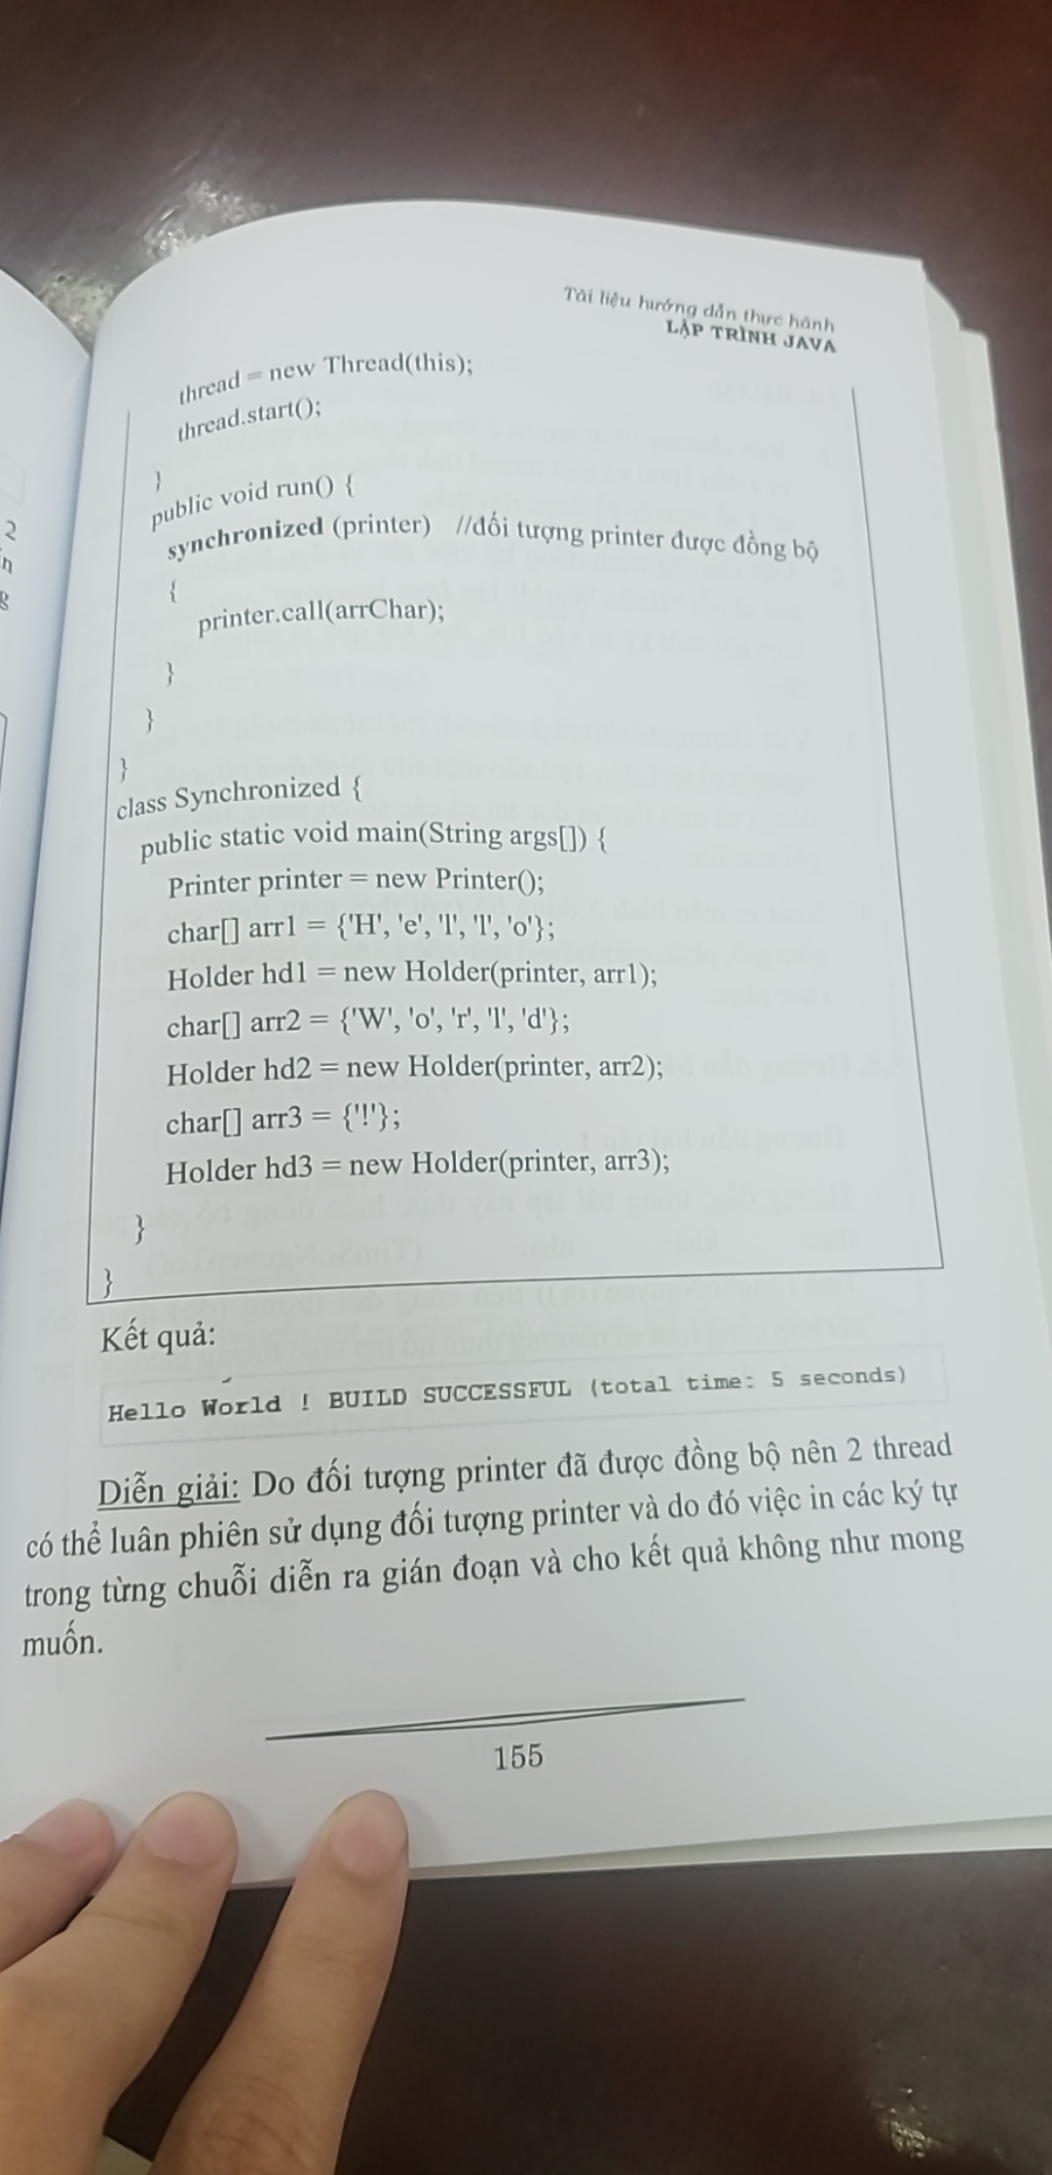 Tài liệu hướng dẫn thực hành
LẬP TRÌNH JAVA
thread = new Thread(this);
thread.start();
}
public void run() {
synchronized (printer) //đối tượng printer được đồng bộ
{
printer.call(arrChar);
}
}
}
class Synchronized {
public static void main(String args[]) {
Printer printer = new Printer();
char[] arr1 = {'H', 'e', 'l', 'l', 'o'};
Holder hd1 = new Holder(printer, arr1);
char[] arr2 = {'W', 'o', 'r', 'l', 'd'};
Holder hd2 = new Holder(printer, arr2);
char[] arr3 = {'!'};
Holder hd3 = new Holder(printer, arr3);
}
}
Kết quả:
Hello World ! BUILD SUCCESSFUL (total time: 5 seconds)
Diễn giải: Do đối tượng printer đã được đồng bộ nên 2 thread
có thể luân phiên sử dụng đối tượng printer và do đó việc in các ký tự
trong từng chuỗi diễn ra gián đoạn và cho kết quả không như mong
muốn.
155